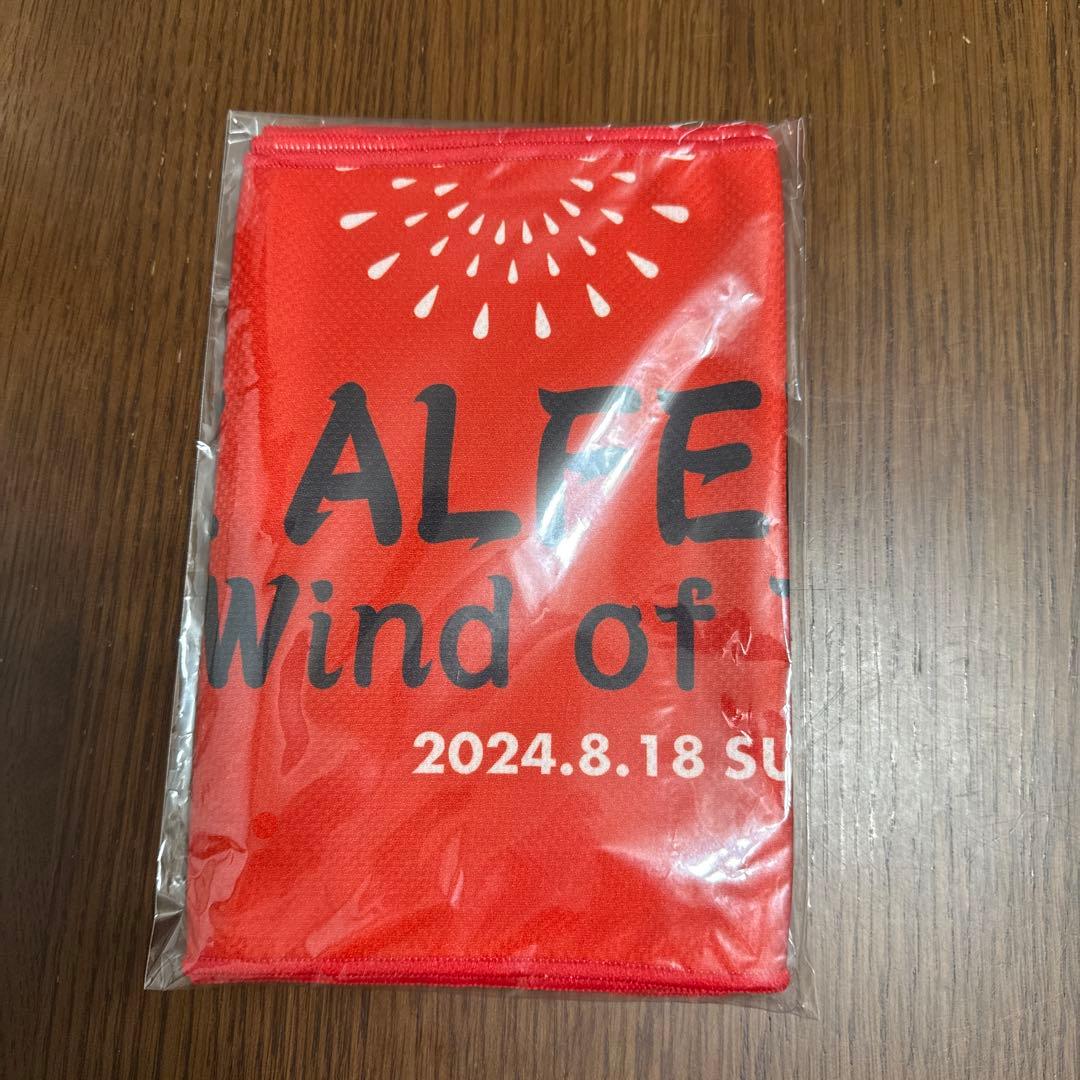 ALFE
Wind of
2024.8.18 SU